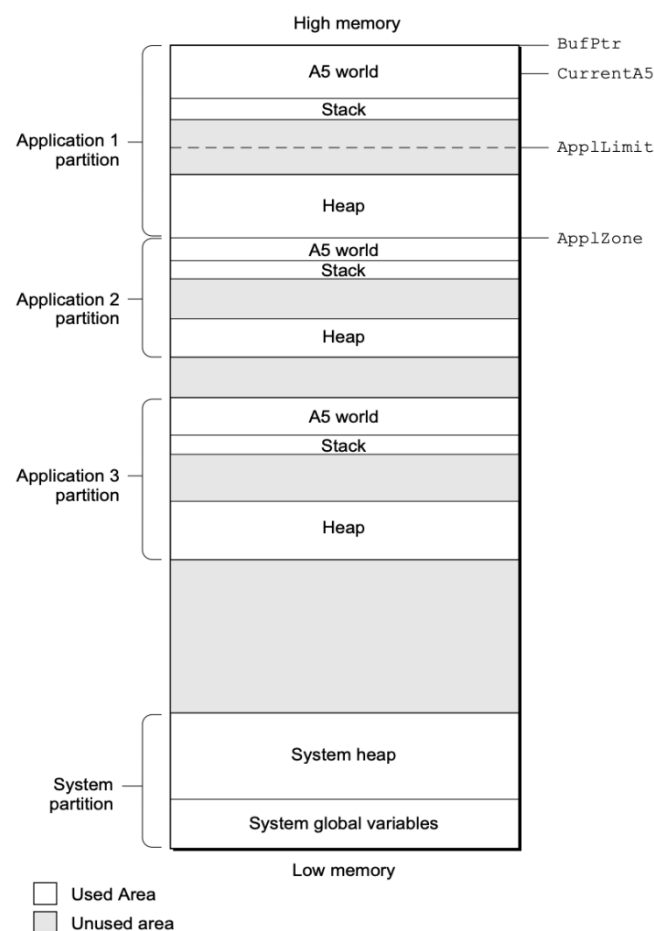 High memory
BufPtr
A5 world
CurrentA5
Stack
Application 1
partition
ApplLimit
Heap
ApplZone
A5 world
Stack
Application 2
partition
Heap
A5 world
Stack
Application 3
partition
Heap
System heap
System
partition
System global variables
Low memory
Used Area
Unused area